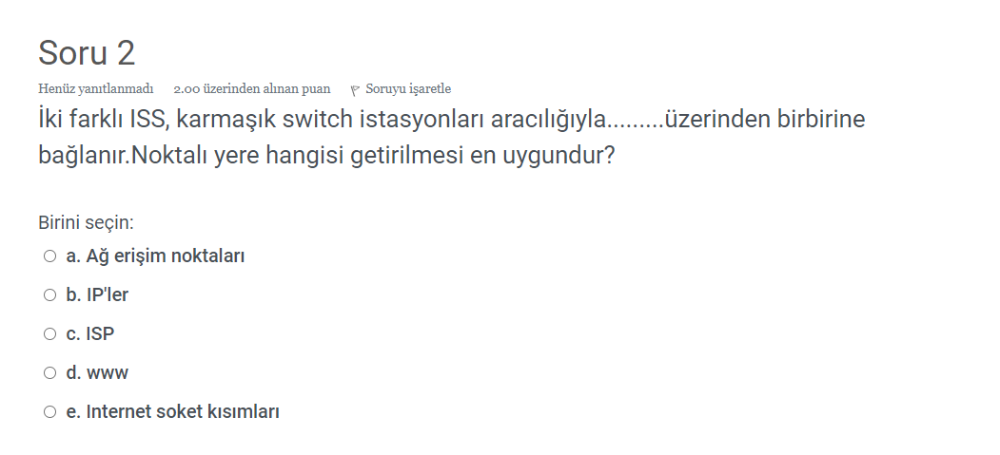 Soru 2
Henüz yanıtlanmadı 2.00 üzerinden alınan puan Soruyu işaretle
İki farklı ISS, karmaşık switch istasyonları aracılığıyla.........üzerinden birbirine
bağlanır.Noktalı yere hangisi getirilmesi en uygundur?
Birini seçin:
a. Ağ erişim noktaları
b. IP'ler
c. ISP
d. www
e. Internet soket kısımları